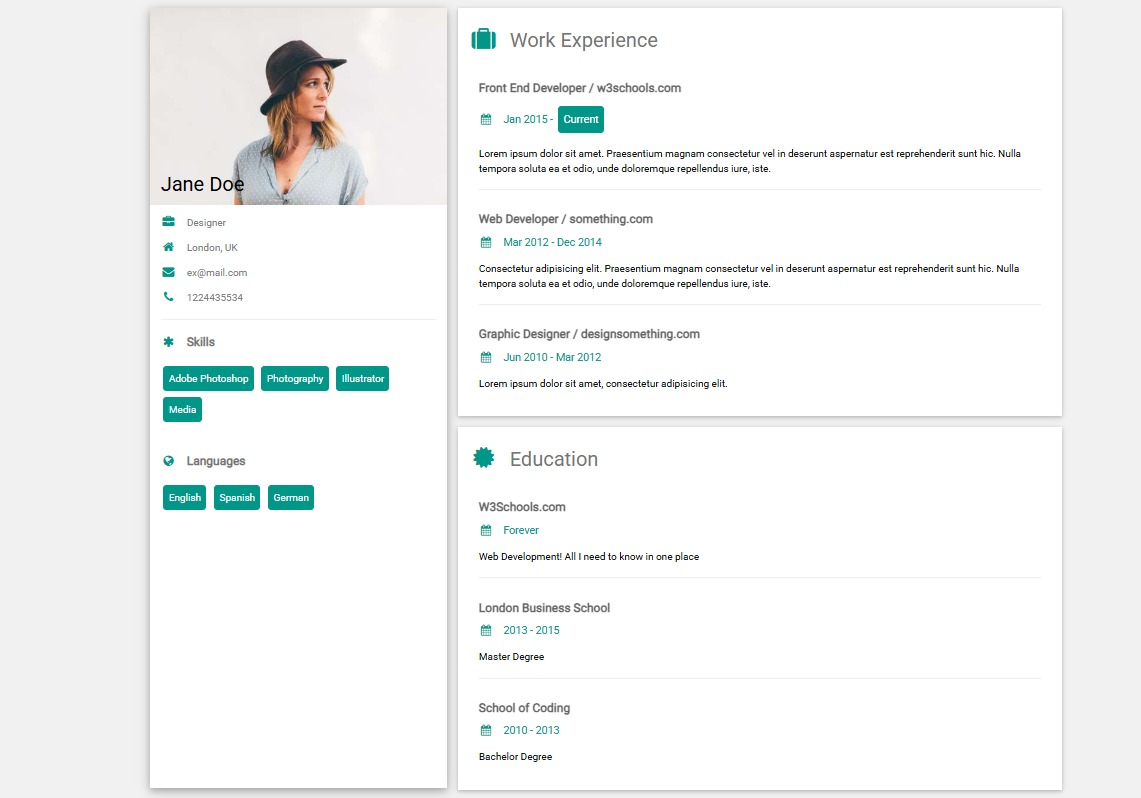 Jane Doe
Designer
London, UK
ex@mail.com
1224435534
Skills
Adobe Photoshop Photography Illustrator
Media
Languages
English Spanish German
Work Experience
Front End Developer / w3schools.com
Jan 2015 - Current
Lorem ipsum dolor sit amet. Praesentium magnam consectetur vel in deserunt aspernatur est reprehenderit sunt hic. Nulla
tempora soluta ea et odio, unde doloremque repellendus iure, iste.
Web Developer / something.com
Mar 2012 - Dec 2014
Consectetur adipisicing elit. Praesentium magnam consectetur vel in deserunt aspernatur est reprehenderit sunt hic. Nulla
tempora soluta ea et odio, unde doloremque repellendus iure, iste.
Graphic Designer / designsomething.com
Jun 2010 - Mar 2012
Lorem ipsum dolor sit amet, consectetur adipisicing elit.
Education
W3Schools.com
Forever
Web Development! All I need to know in one place
London Business School
2013 - 2015
Master Degree
School of Coding
2010 - 2013
Bachelor Degree